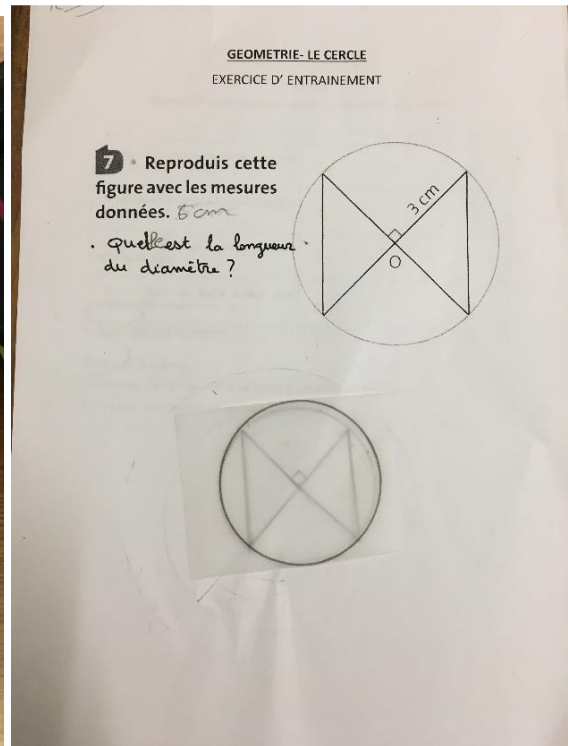 GEOMETRIE- LE CERCLE
EXERCICE D' ENTRAINEMENT
7 • Reproduis cette
figure avec les mesures
données. 6 cm
. Quelle est la longueur
du diamètre ?
3 cm
O